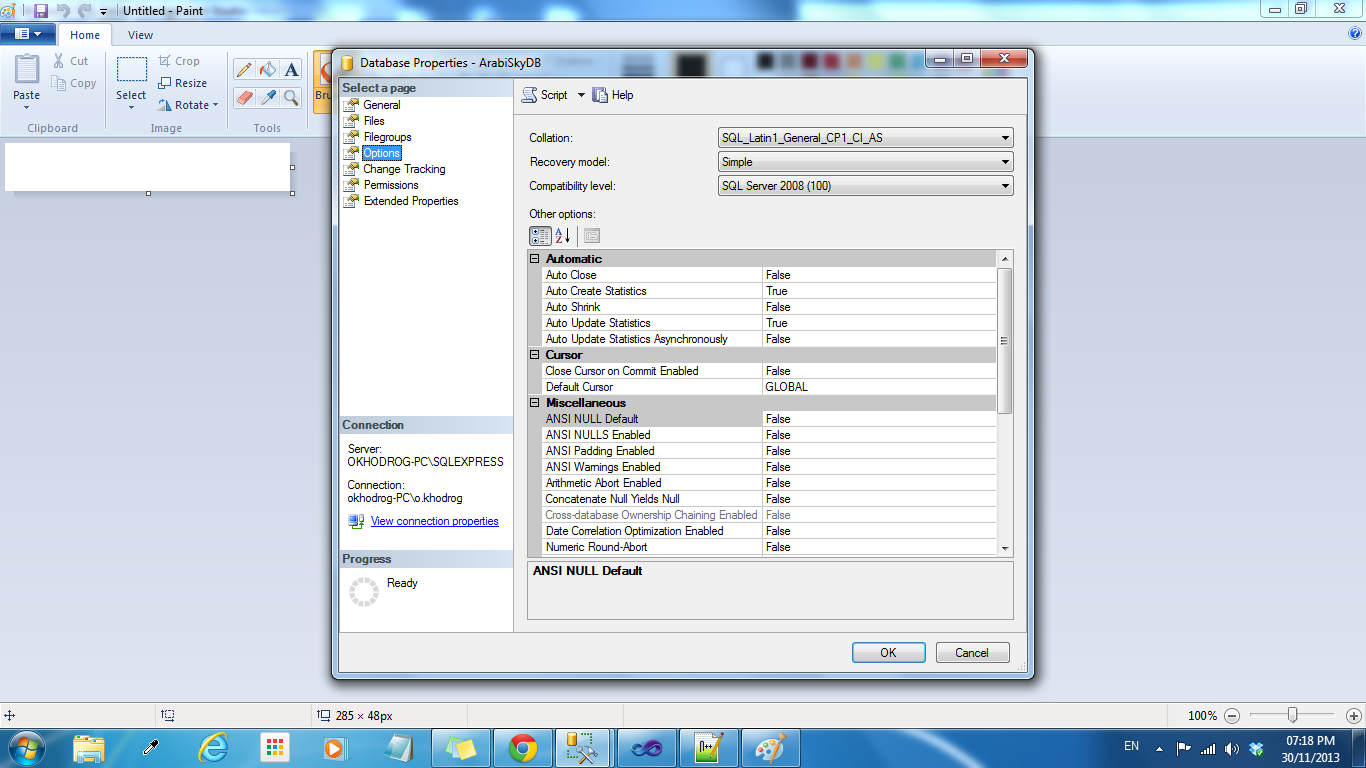 Untitled - Paint
Home View
Paste
Cut
Copy
Clipboard
Select
Crop
Resize
Rotate
Image
Tools
Bru
Database Properties - ArabiSkyDB
Select a page
General
Files
Filegroups
Options
Change Tracking
Permissions
Extended Properties
Connection
Server:
OKHODROG-PC\SQLEXPRESS
Connection:
okhodrog-PC\o.khodrog
View connection properties
Progress
Ready
Script Help
Collation: SQL_Latin1_General_CP1_CI_AS
Recovery model: Simple
Compatibility level: SQL Server 2008 (100)
Other options:
Automatic
Auto Close False
Auto Create Statistics True
Auto Shrink False
Auto Update Statistics True
Auto Update Statistics Asynchronously False
Cursor
Close Cursor on Commit Enabled False
Default Cursor GLOBAL
Miscellaneous
ANSI NULL Default False
ANSI NULLS Enabled False
ANSI Padding Enabled False
ANSI Warnings Enabled False
Arithmetic Abort Enabled False
Concatenate Null Yields Null False
Cross-database Ownership Chaining Enabled False
Date Correlation Optimization Enabled False
Numeric Round-Abort False
ANSI NULL Default
OK Cancel
285 × 48px
100%
EN
07:18 PM
30/11/2013